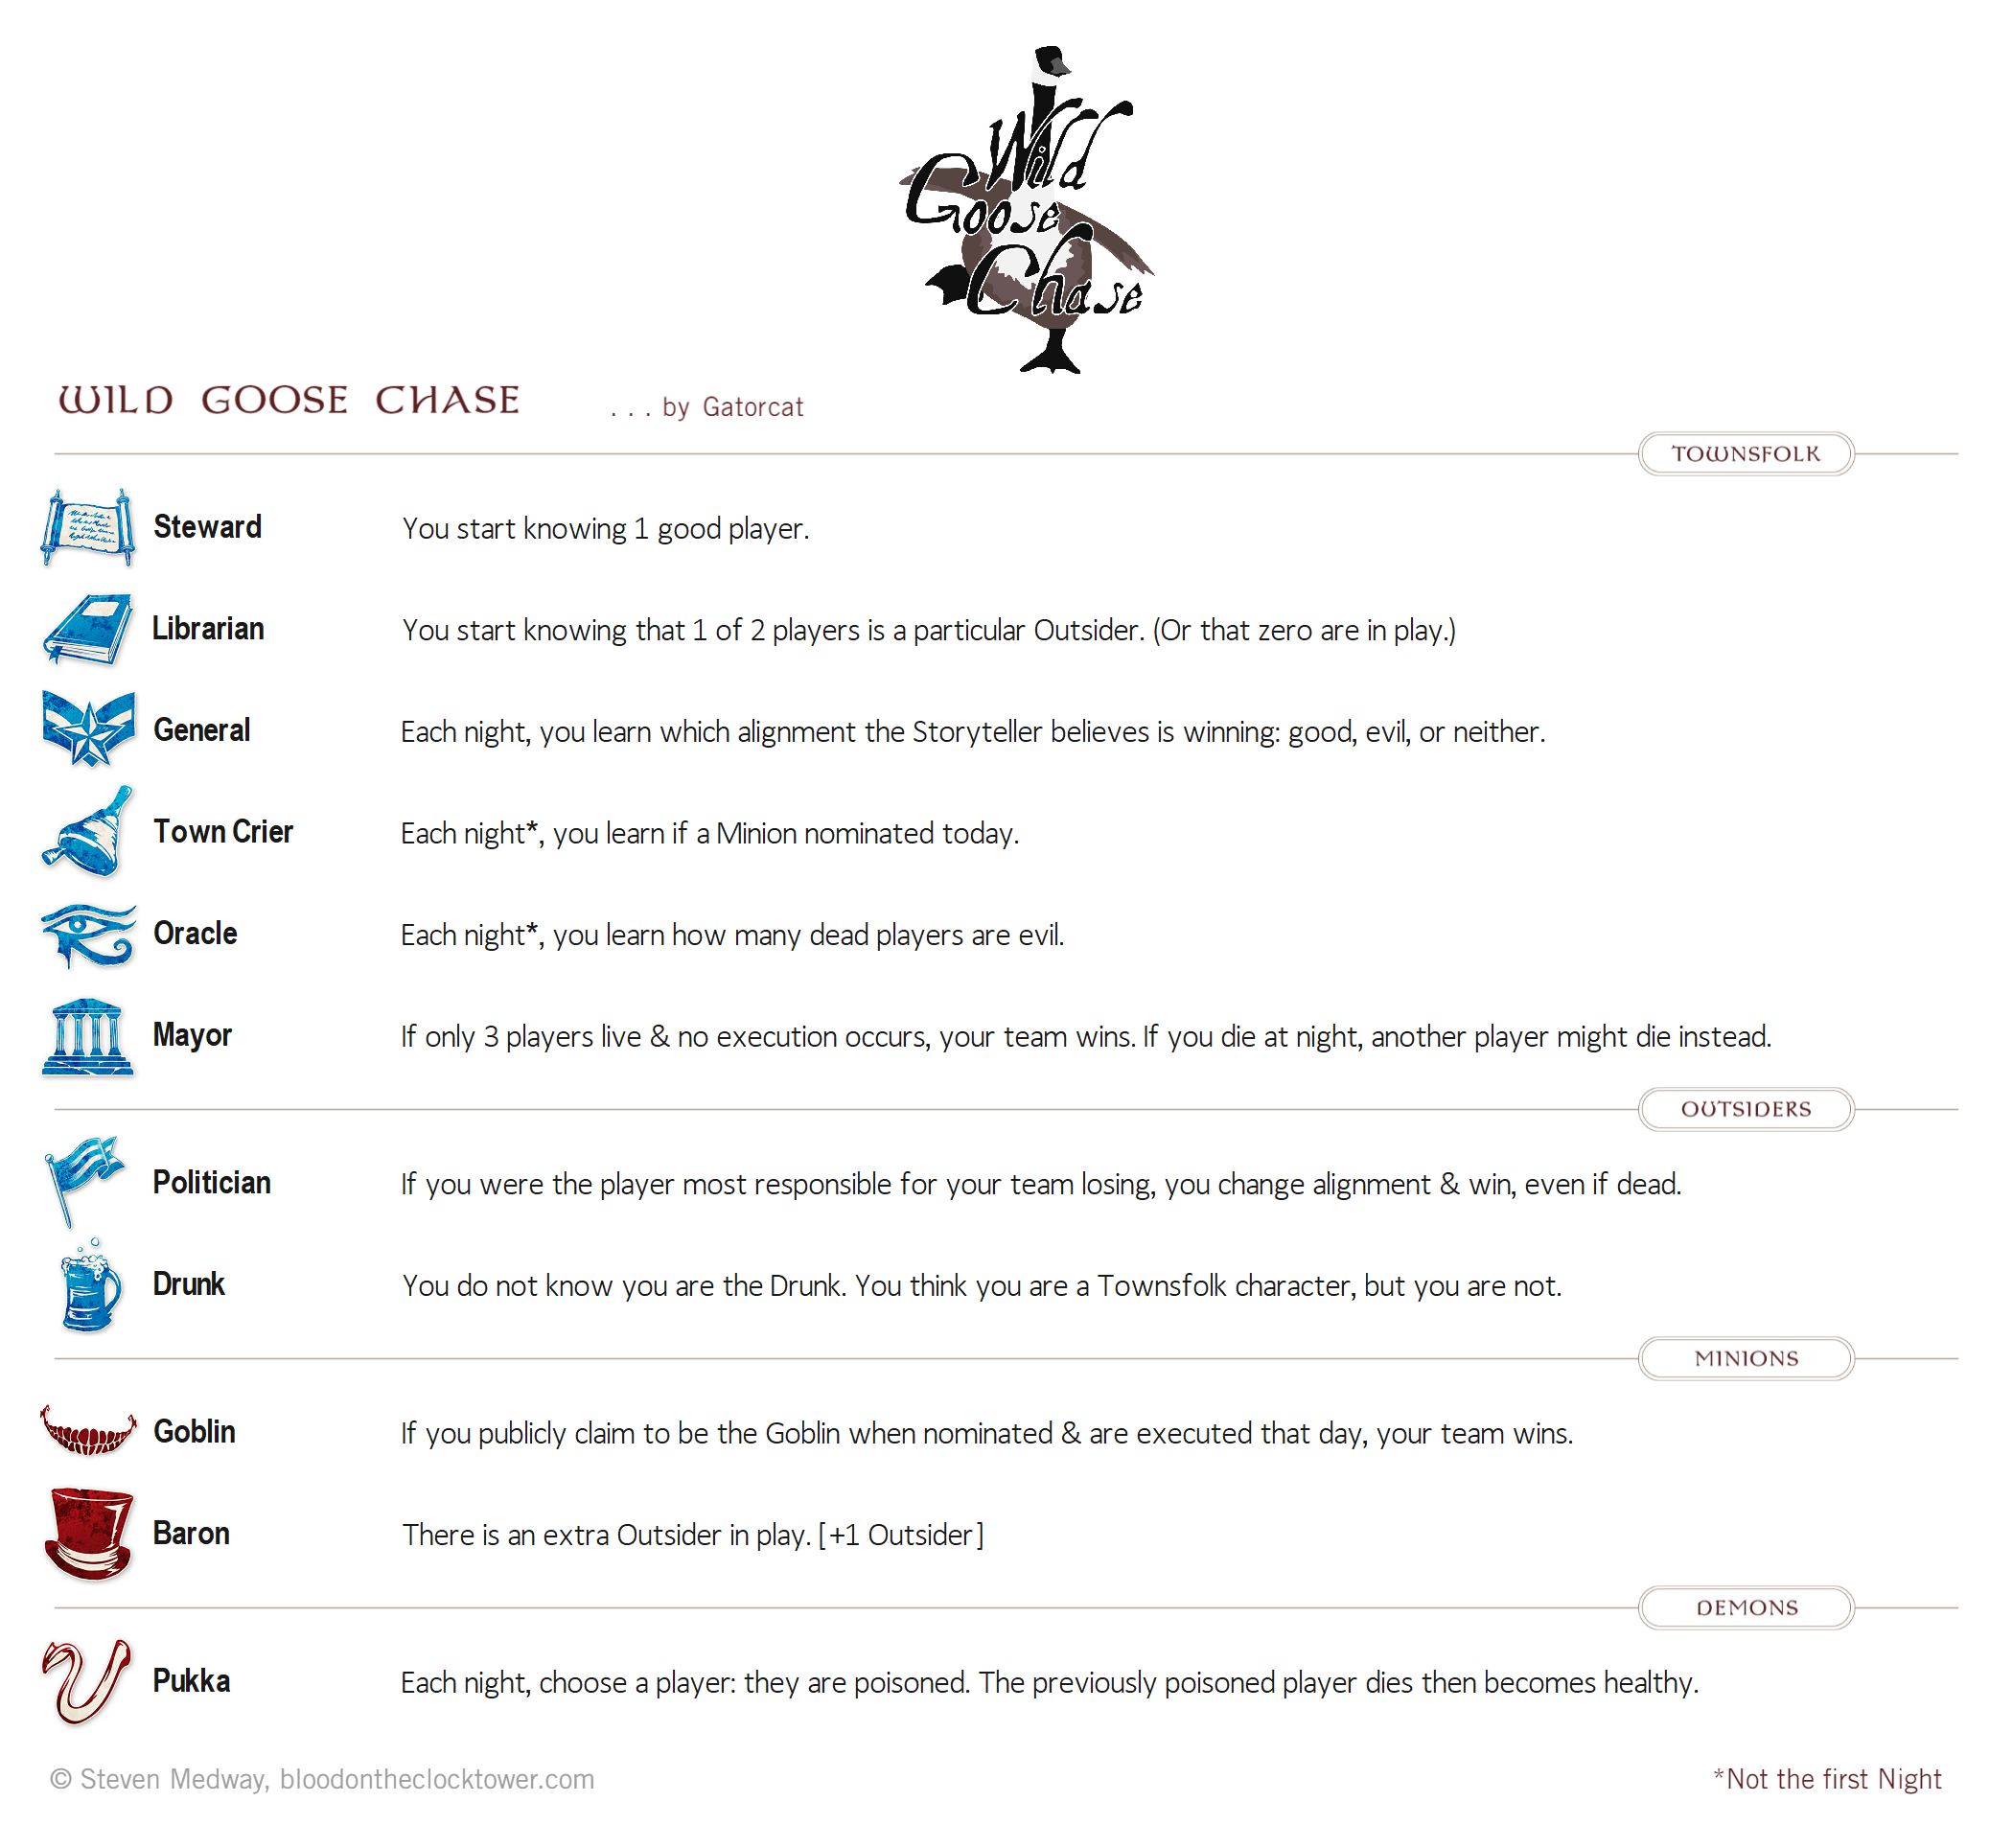 Wild
Goose
Chase
WILD GOOSE CHASE . . . by Gatorcat
TOWNSFOLK
Steward You start knowing 1 good player.
Librarian You start knowing that 1 of 2 players is a particular Outsider. (Or that zero are in play.)
General Each night, you learn which alignment the Storyteller believes is winning: good, evil, or neither.
Town Crier Each night*, you learn if a Minion nominated today.
Oracle Each night*, you learn how many dead players are evil.
Mayor If only 3 players live & no execution occurs, your team wins. If you die at night, another player might die instead.
OUTSIDERS
Politician If you were the player most responsible for your team losing, you change alignment & win, even if dead.
Drunk You do not know you are the Drunk. You think you are a Townsfolk character, but you are not.
MINIONS
Goblin If you publicly claim to be the Goblin when nominated & are executed that day, your team wins.
Baron There is an extra Outsider in play. [+1 Outsider]
DEMONS
Pukka Each night, choose a player: they are poisoned. The previously poisoned player dies then becomes healthy.
© Steven Medway, bloodontheclocktower.com *Not the first Night